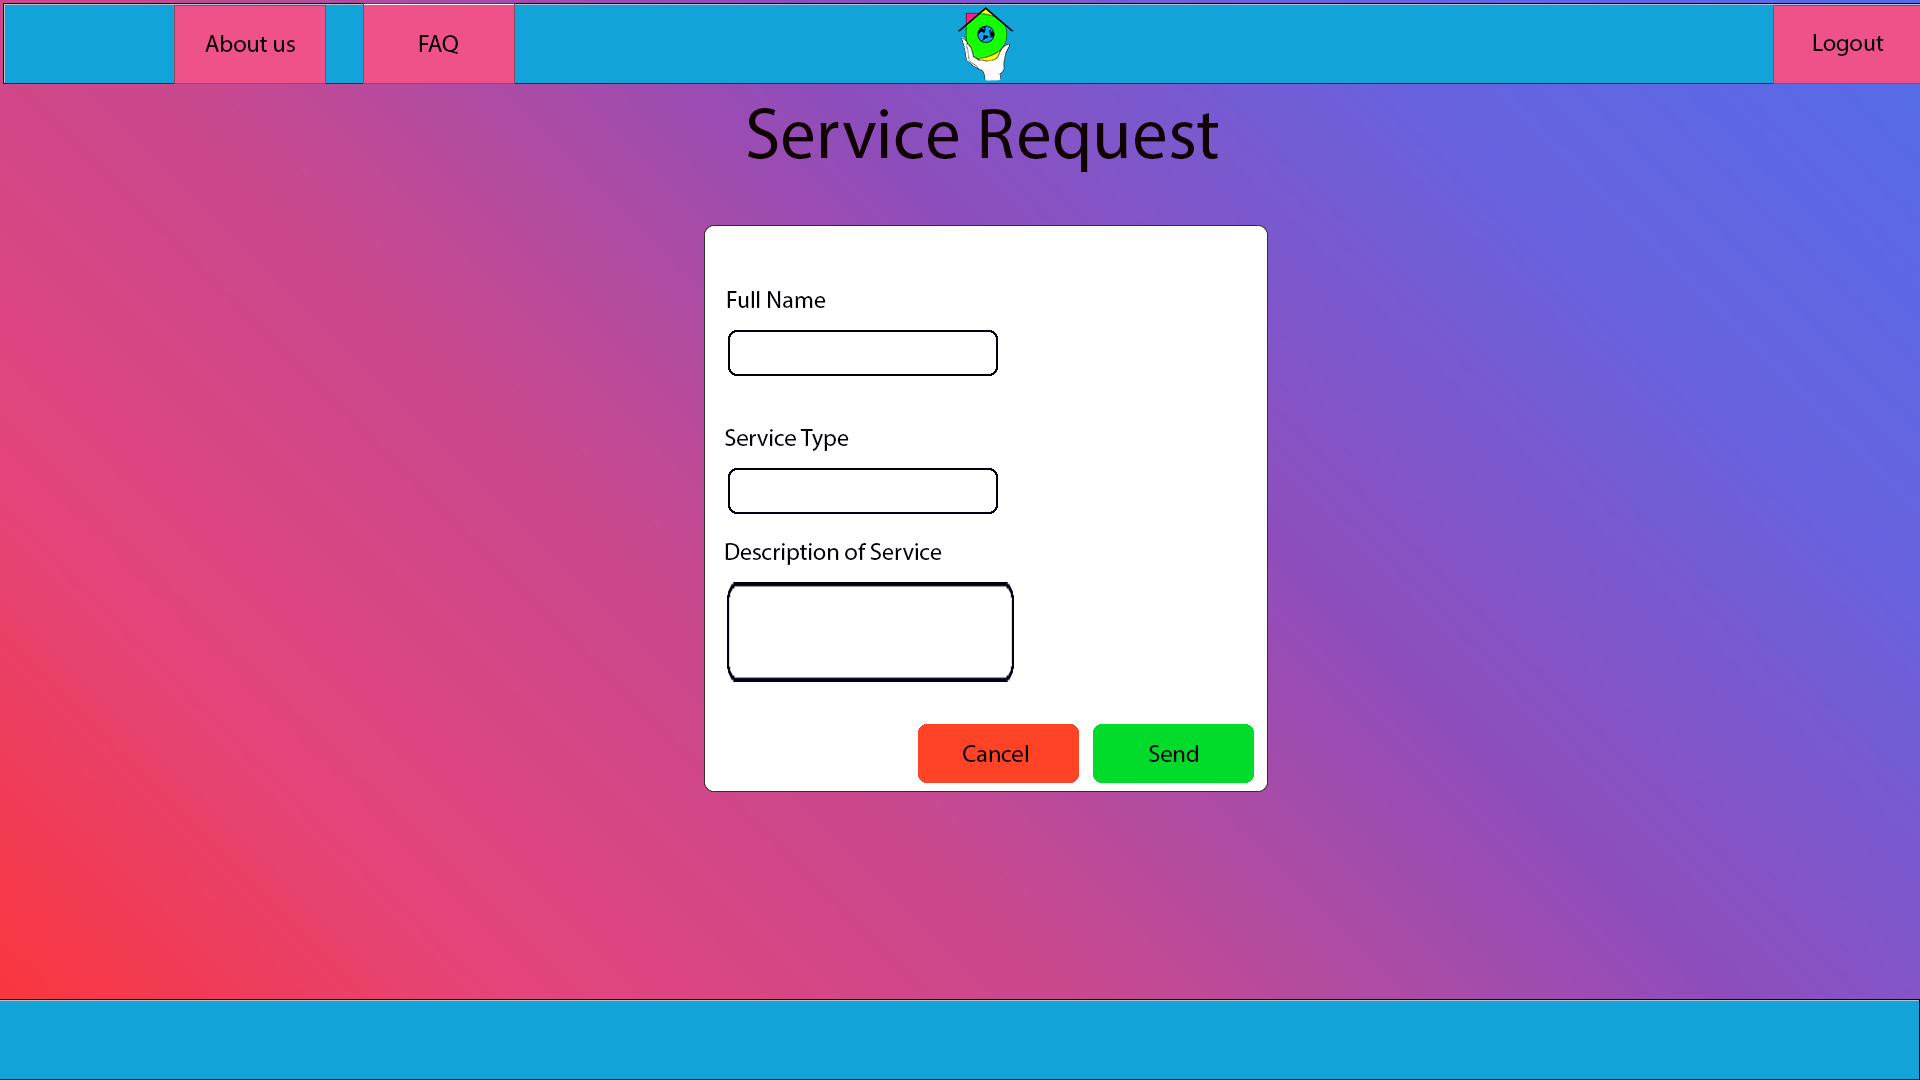 About us
FAQ
Logout
Service Request
Full Name
Service Type
Description of Service
Cancel
Send